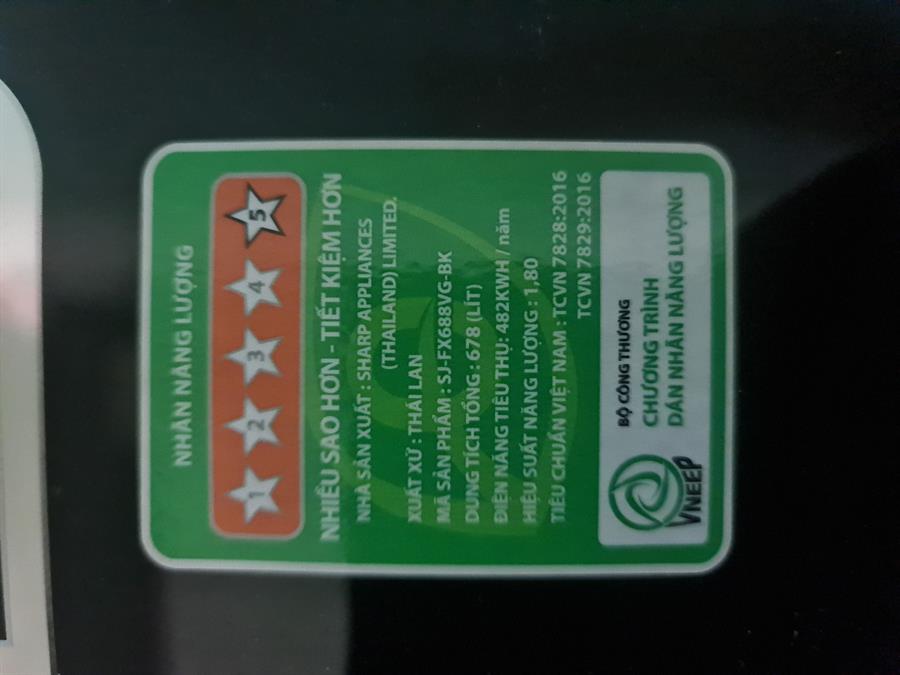 NHÃN NĂNG LƯỢNG
1 2 3 4 5
NHIỀU SAO HƠN - TIẾT KIỆM HƠN
NHÀ SẢN XUẤT : SHARP APPLIANCES
(THAILAND) LIMITED.
XUẤT XỨ : THÁI LAN
MÃ SẢN PHẨM : SJ-FX688VG-BK
DUNG TÍCH TỔNG : 678 (LÍT)
ĐIỆN NĂNG TIÊU THỤ: 482KWH / năm
HIỆU SUẤT NĂNG LƯỢNG : 1,80
TIÊU CHUẨN VIỆT NAM : TCVN 7828:2016
TCVN 7829:2016
VNEEP
BỘ CÔNG THƯƠNG
CHƯƠNG TRÌNH
DÁN NHÃN NĂNG LƯỢNG